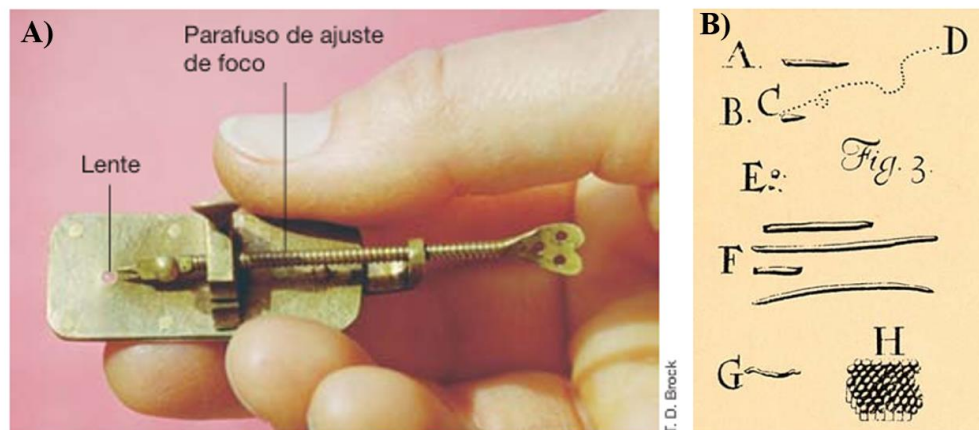 A)
Parafuso de ajuste
de foco
Lente
T. D. Brock
B)
A.
D
B.
C
E
Fig. 3.
F
H
G